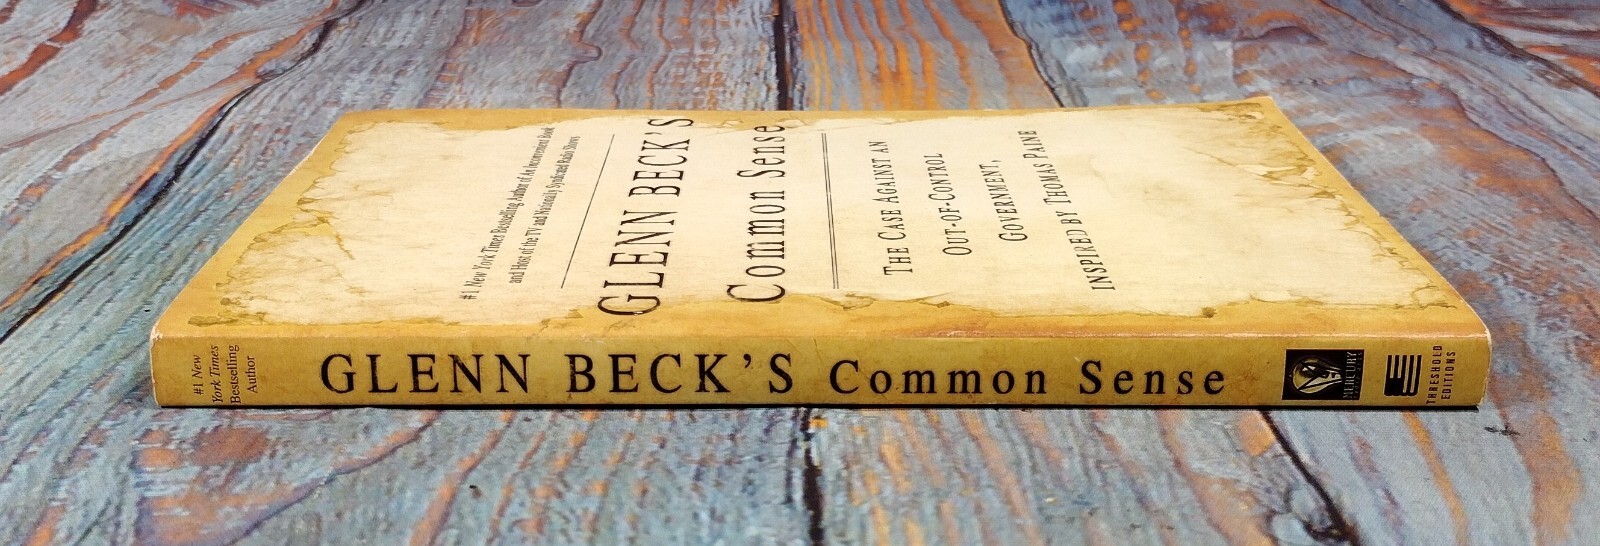 #1 New York Times Bestselling Author of An Inconvenient Book
and Host of the TV and Nationally Syndicated Radio Shows
GLENN BECK'S
Common Sense
THE CASE AGAINST AN
OUT-OF-CONTROL
GOVERNMENT,
INSPIRED BY THOMAS PAINE
#1 New
York Times
Bestselling
Author
GLENN BECK'S Common Sense
MERCURY
THRESHOLD
EDITIONS